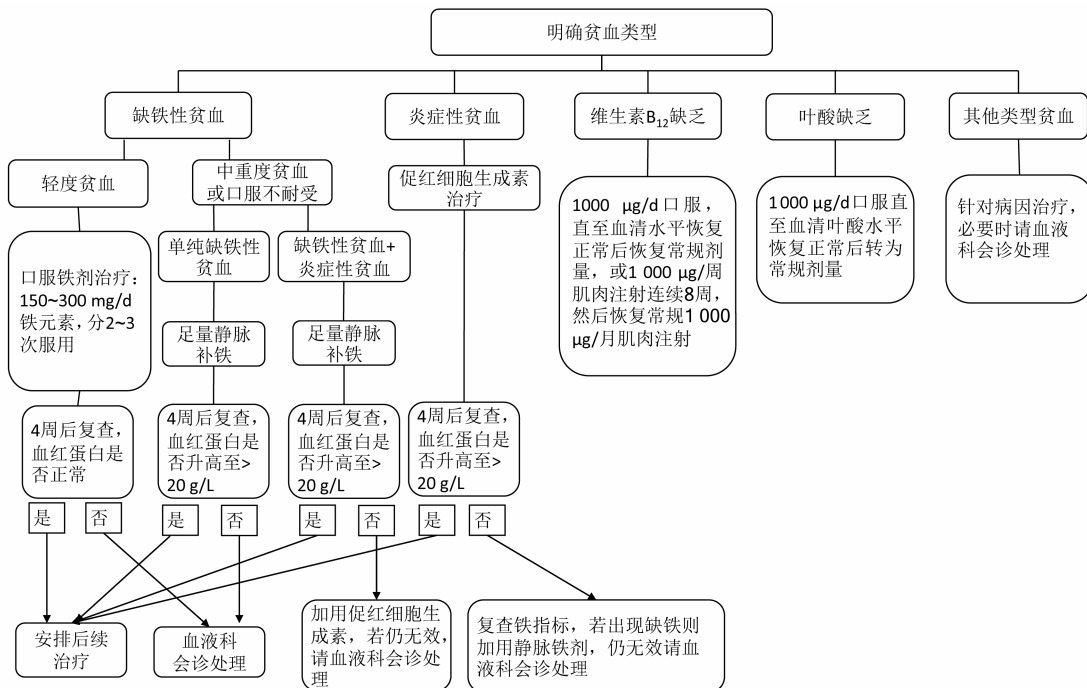 明确贫血类型
缺铁性贫血
炎症性贫血
维生素B₁₂缺乏
叶酸缺乏
其他类型贫血
轻度贫血
中重度贫血
或口服不耐受
促红细胞生成素
治疗
1000 μg/d口服，
直至血清水平恢复
正常后恢复常规剂
量，或1 000 μg/周
肌肉注射连续8周，
然后恢复常规1 000
μg/月肌肉注射
1000 μg/d口服直
至血清叶酸水平
恢复正常后转为
常规剂量
针对病因治疗，
必要时请血液
科会诊处理
口服铁剂治疗：
150~300 mg/d
铁元素，分2~3
次服用
单纯缺铁性
贫血
缺铁性贫血+
炎症性贫血
足量静脉
补铁
足量静脉
补铁
4周后复查，
血红蛋白是
否正常
4周后复查，
血红蛋白是
否升高至>
20 g/L
4周后复查，
血红蛋白是
否升高至>
20 g/L
4周后复查，
血红蛋白是
否升高至>
20 g/L
是
否
是
否
是
否
是
否
安排后续
治疗
血液科
会诊处理
加用促红细胞生
成素，若仍无效，
请血液科会诊处
理
复查铁指标，若出现缺铁则
加用静脉铁剂，仍无效请血
液科会诊处理